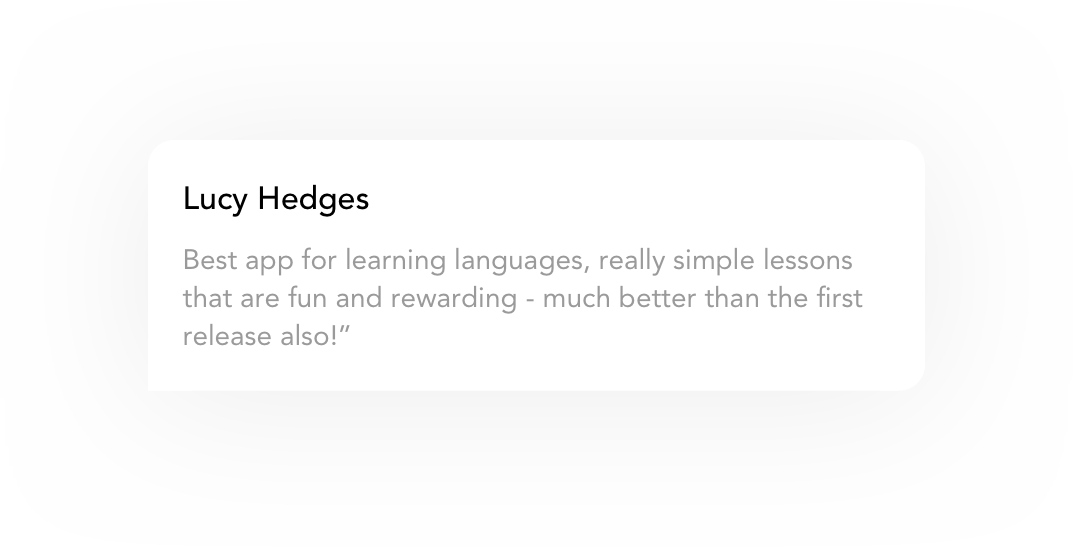 Lucy Hedges
Best app for learning languages, really simple lessons
that are fun and rewarding - much better than the first
release also!”